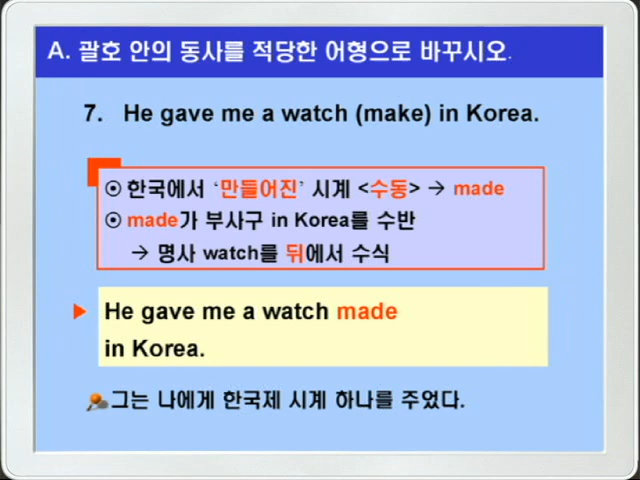 A. 괄호 안의 동사를 적당한 어형으로 바꾸시오.
7. He gave me a watch (make) in Korea.
⊙ 한국에서 ‘만들어진’ 시계 <수동> → made
⊙ made가 부사구 in Korea를 수반
→ 명사 watch를 뒤에서 수식
▶ He gave me a watch made
in Korea.
그는 나에게 한국제 시계 하나를 주었다.